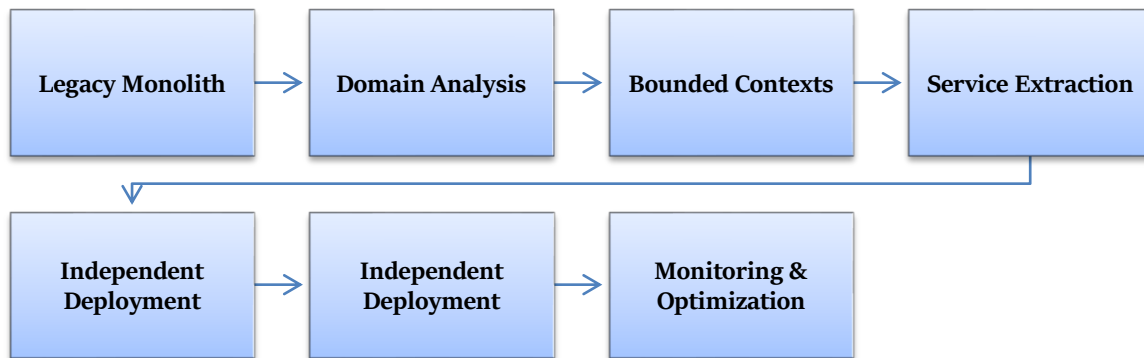 Legacy Monolith
Domain Analysis
Bounded Contexts
Service Extraction
Independent
Deployment
Independent
Deployment
Monitoring &
Optimization